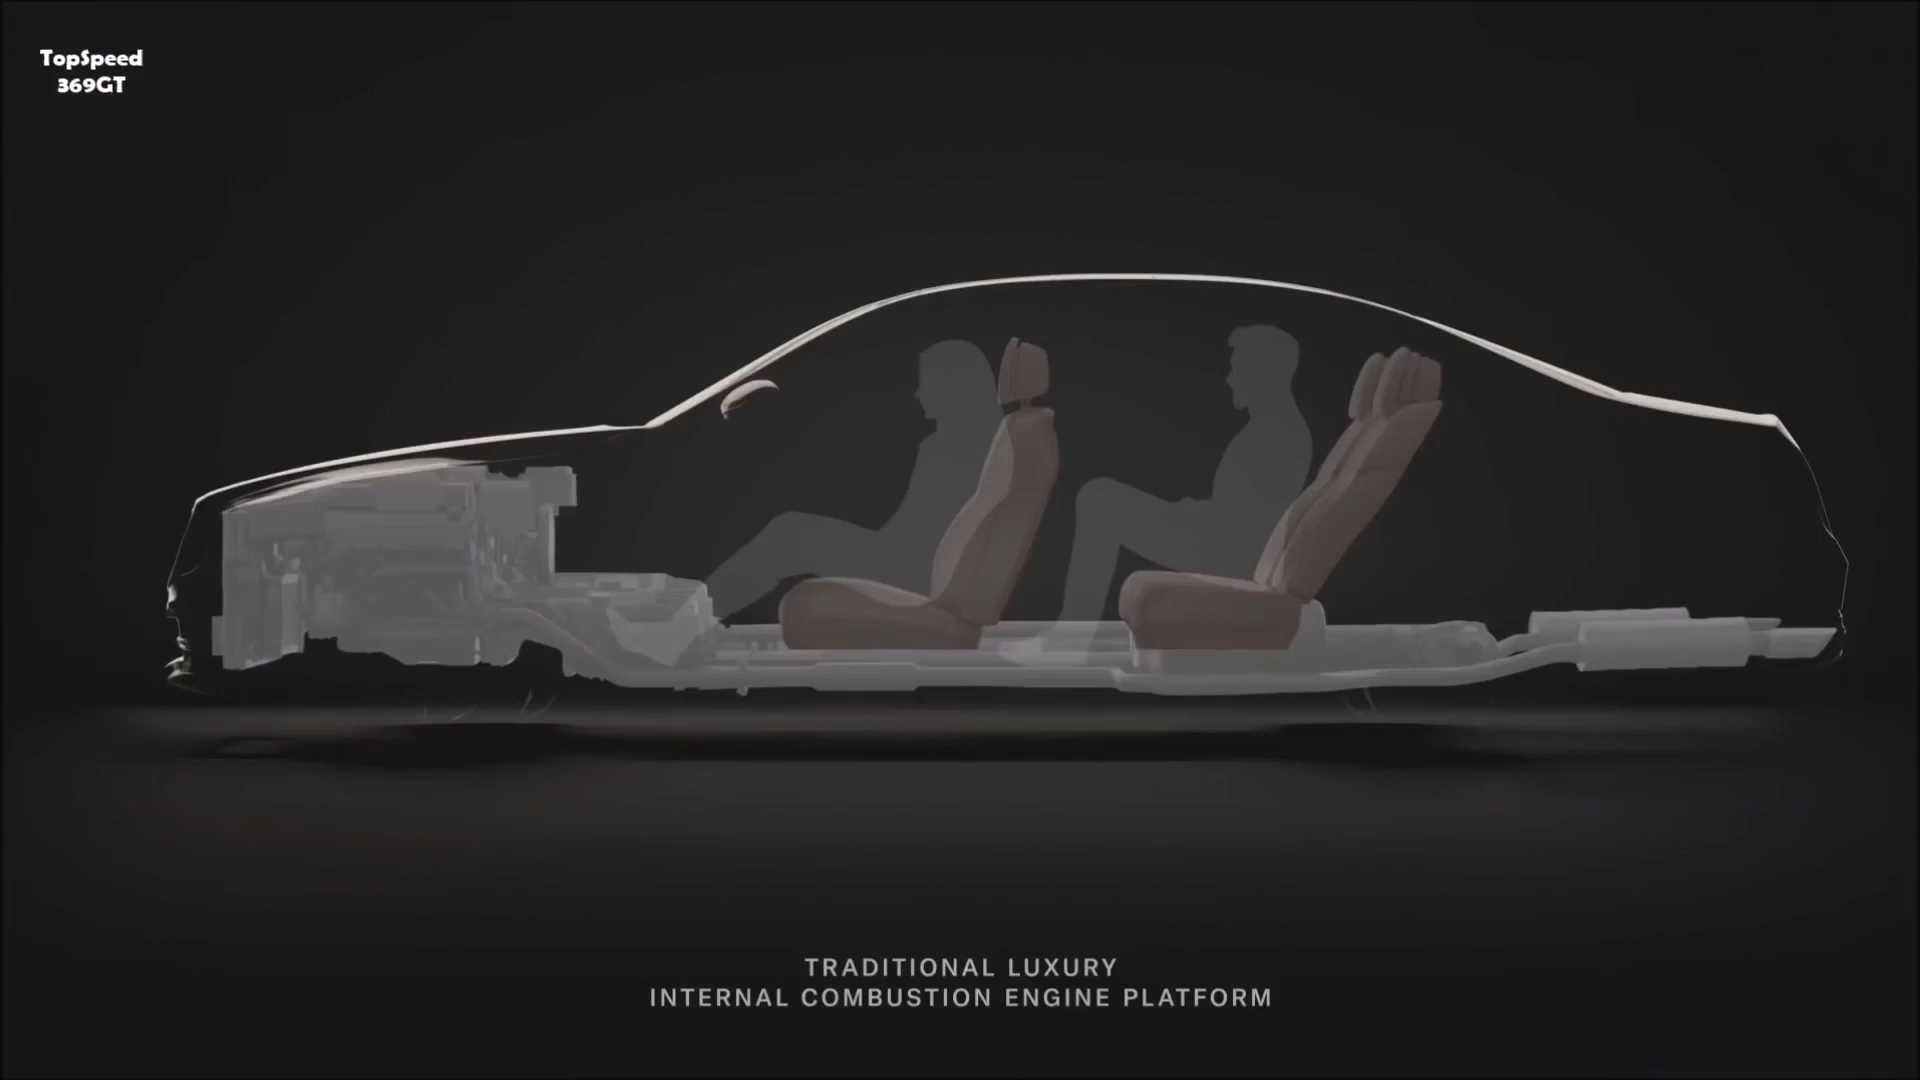 TopSpeed
369GT
TRADITIONAL LUXURY
INTERNAL COMBUSTION ENGINE PLATFORM